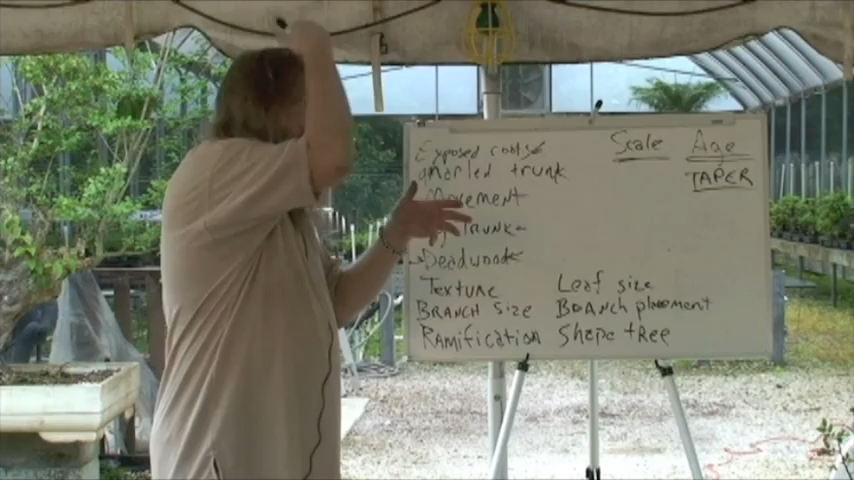 Exposed roots
gnarled trunk
Movement
trunk
Deadwood
Texture
BRANCH size
Ramification
Leaf size
BRANCH placement
Shape tree
Scale
Age
TAPER